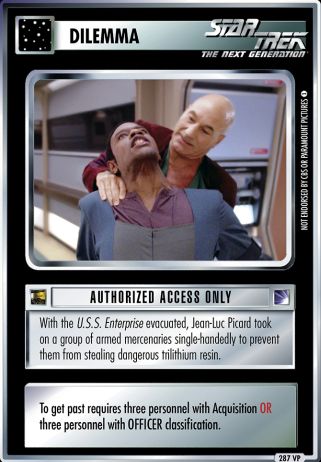 DILEMMA
STAR TREK
THE NEXT GENERATION
NOT ENDORSED BY CBS OR PARAMOUNT PICTURES
AUTHORIZED ACCESS ONLY
With the U.S.S. Enterprise evacuated, Jean-Luc Picard took
on a group of armed mercenaries single-handedly to prevent
them from stealing dangerous trilithium resin.
To get past requires three personnel with Acquisition OR
three personnel with OFFICER classification.
287 VP